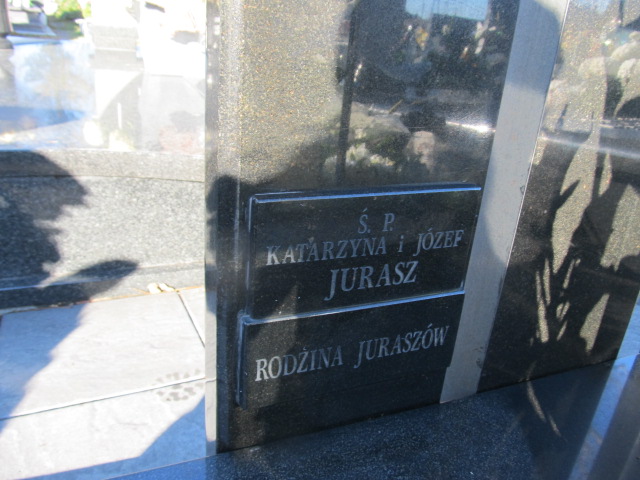 Ś. P.
KATARZYNA i JÓZEF
JURASZ
RODZINA JURASZÓW